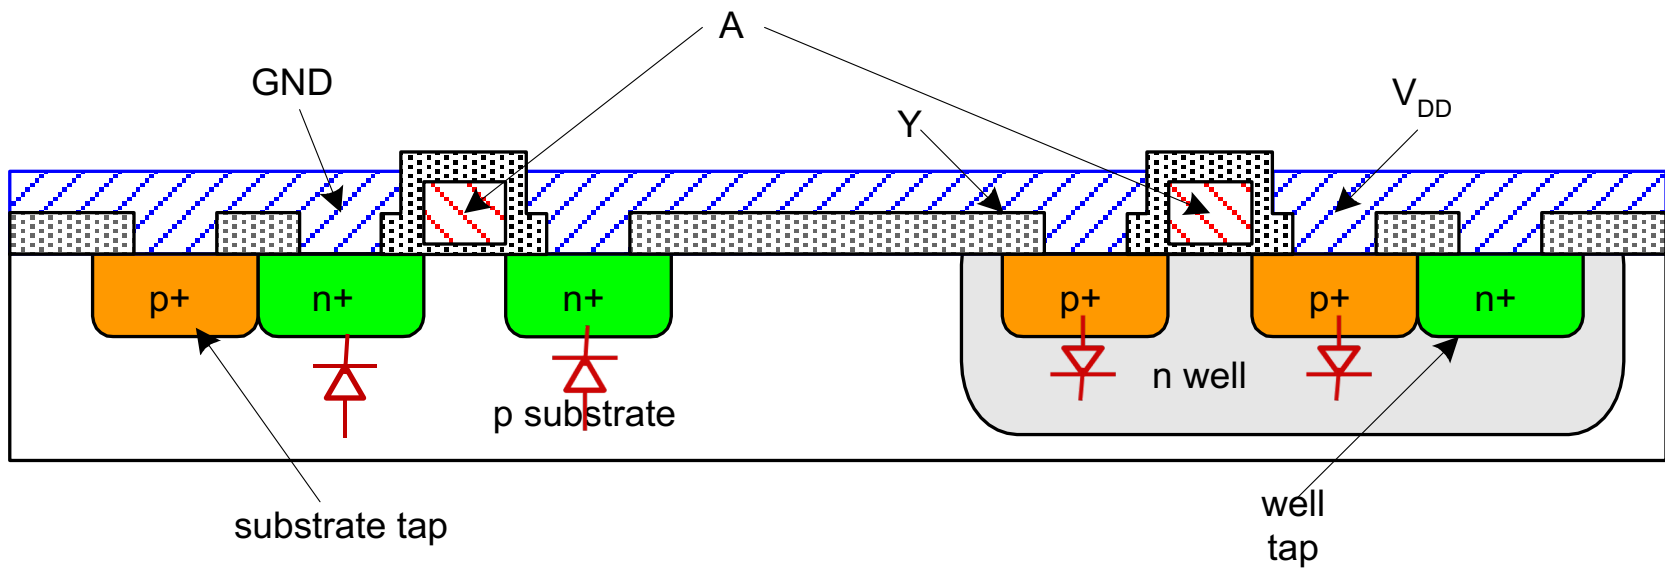 A
GND
Y
VDD
p+
n+
n+
p+
p+
n+
n well
p substrate
substrate tap
well
tap